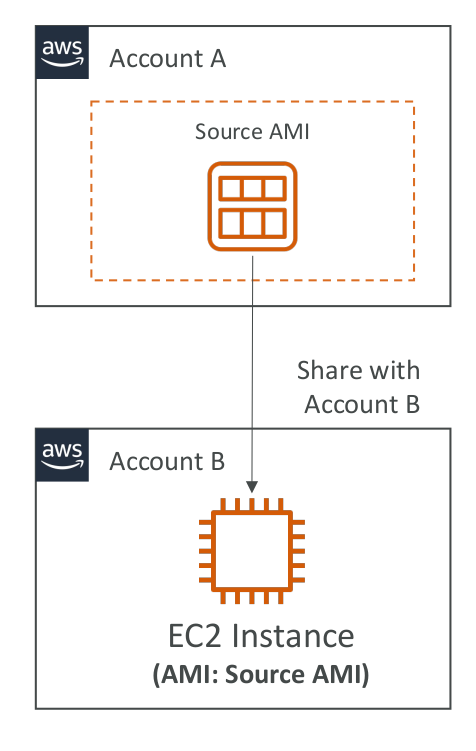 aws
Account A
Source AMI
Share with
Account B
aws
Account B
EC2 Instance
(AMI: Source AMI)